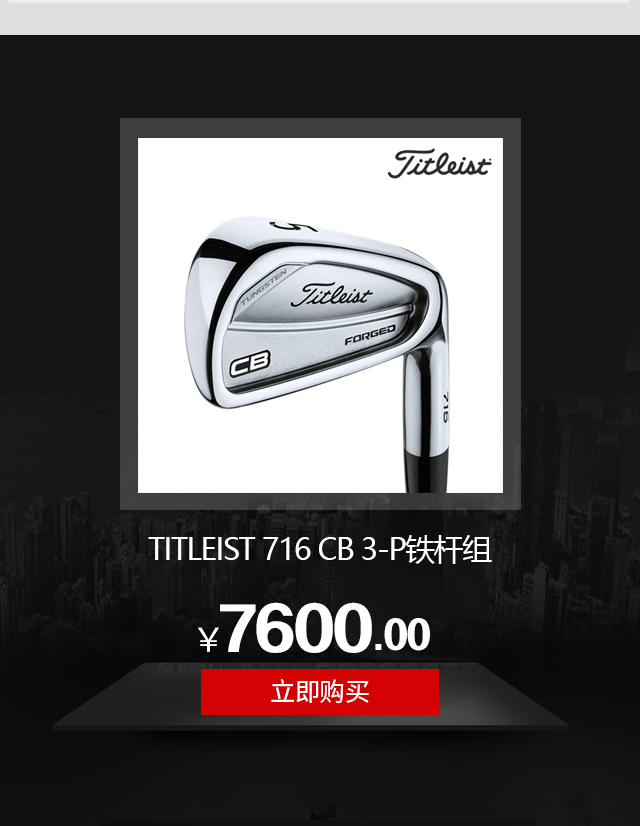 Titleist
5
TUNGSTEN
Titleist
FORGED
CB
716
TITLEIST 716 CB 3-P铁杆组
¥7600.00
立即购买